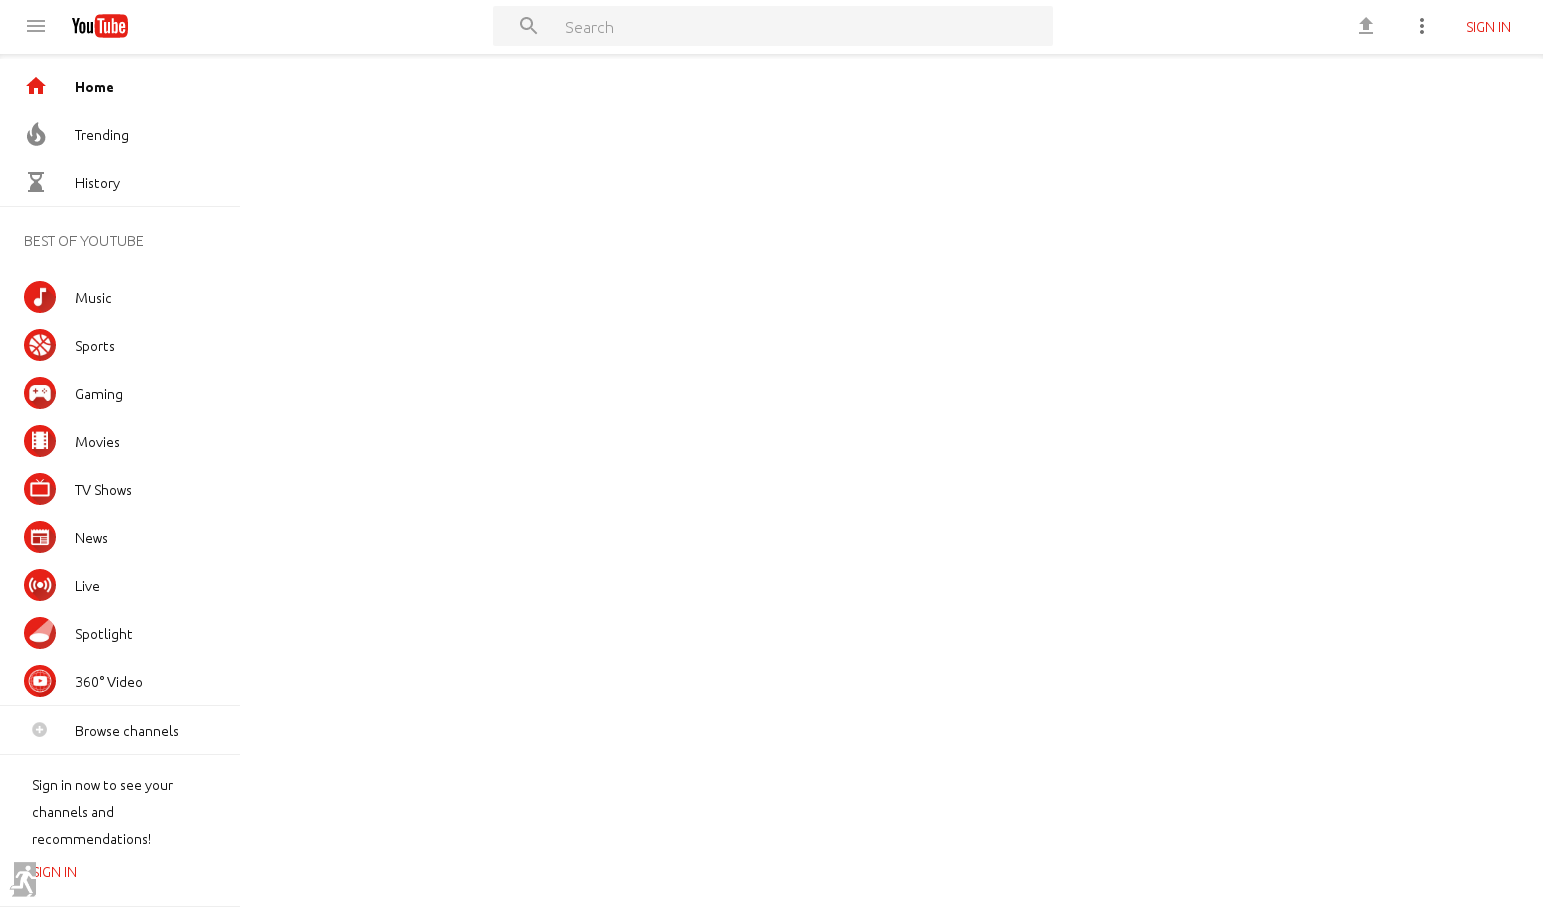 YouTube
Search
SIGN IN
Home
Trending
History
BEST OF YOUTUBE
Music
Sports
Gaming
Movies
TV Shows
News
Live
Spotlight
360° Video
Browse channels
Sign in now to see your
channels and
recommendations!
SIGN IN